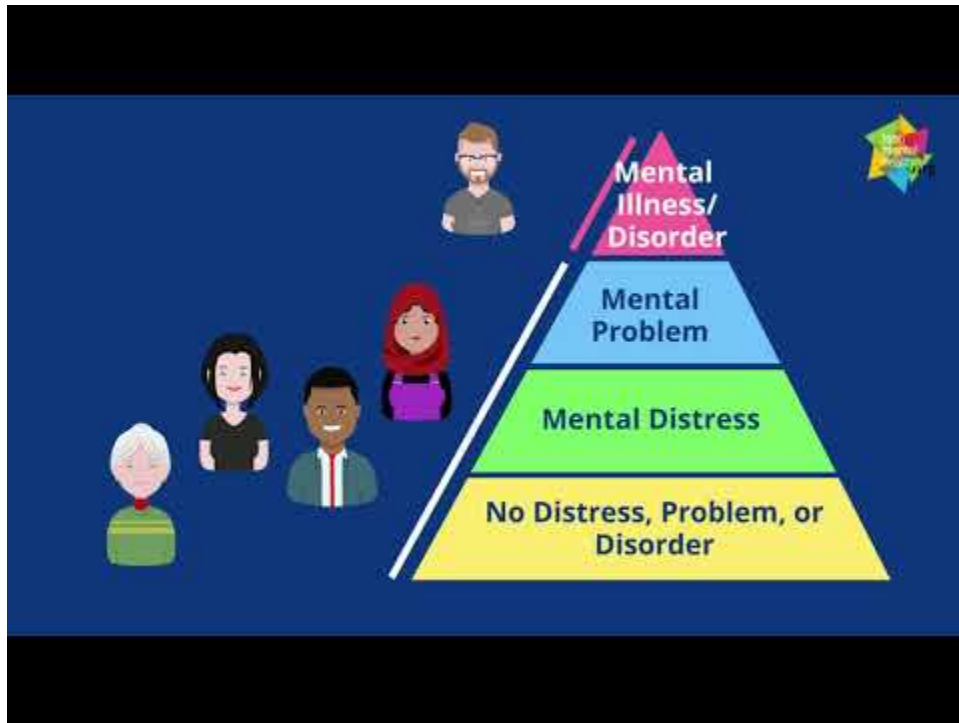 Mental
Illness/
Disorder
Mental
Problem
Mental Distress
No Distress, Problem, or
Disorder